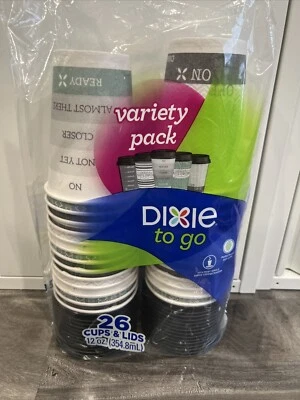 READY
ALMOST THERE
CLOSER
NOT YET
NO
NO
variety
pack
DIXIE
to go
26
CUPS & LIDS
12 OZ (354.8mL)